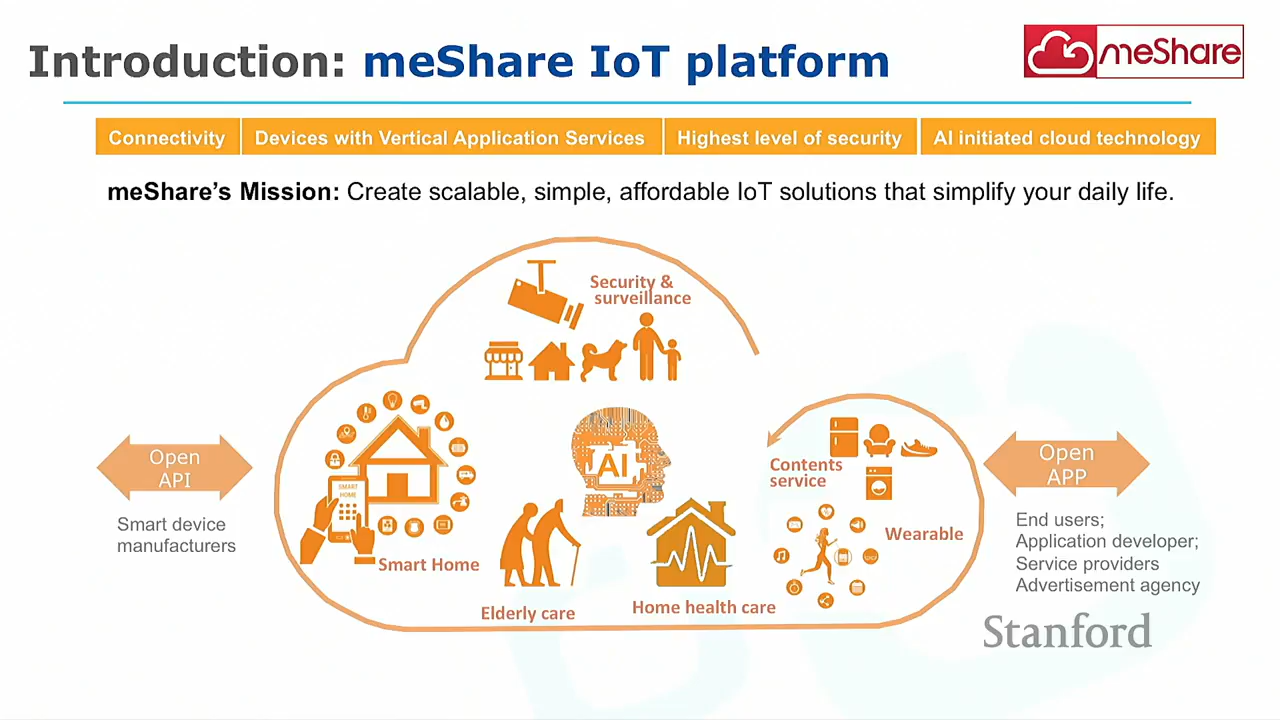 Introduction: meShare IoT platform
meShare
Connectivity
Devices with Vertical Application Services
Highest level of security
AI initiated cloud technology
meShare’s Mission: Create scalable, simple, affordable IoT solutions that simplify your daily life.
Security &
surveillance
Open
API
Smart device
manufacturers
SMART
HOME
Smart Home
AI
Elderly care
Home health care
Contents
service
Wearable
Open
APP
End users;
Application developer;
Service providers
Advertisement agency
Stanford